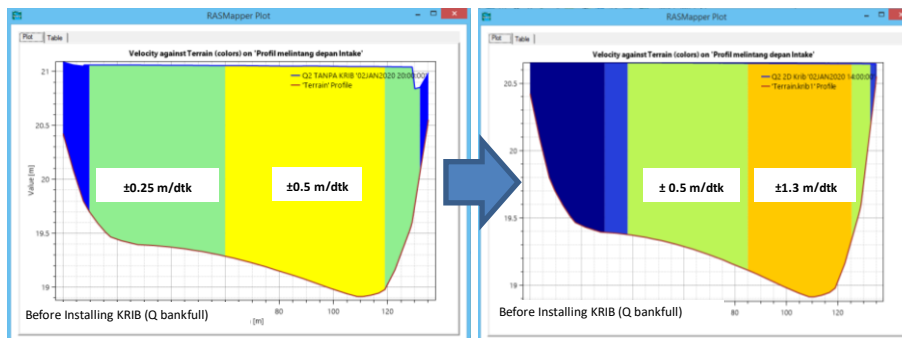 RASMapper Plot
Plot Table
Velocity against Terrain (colors) on 'Profil melintang depan Intake'
Q2 TANPA KRIB '02JAN2020 20:00:00'
'Terrain' Profile
21
20.5
20
19.5
19
Value [m]
±0.25 m/dtk
±0.5 m/dtk
Before Installing KRIB (Q bankfull)
[m]
RASMapper Plot
Plot Table
Velocity against Terrain (colors) on 'Profil melintang depan Intake'
Q2 2D Krib '02JAN2020 14:00:00'
'Terrain.krib1' Profile
20.5
20
19.5
19
± 0.5 m/dtk
±1.3 m/dtk
Before Installing KRIB (Q bankfull)
80 100 120